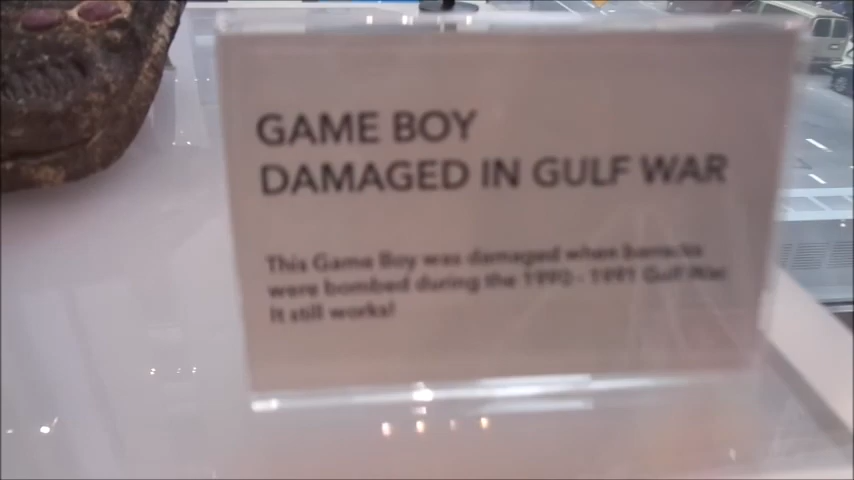 GAME BOY
DAMAGED IN GULF WAR
This Game Boy was damaged when barracks
were bombed during the 1990 - 1991 Gulf War.
It still works!